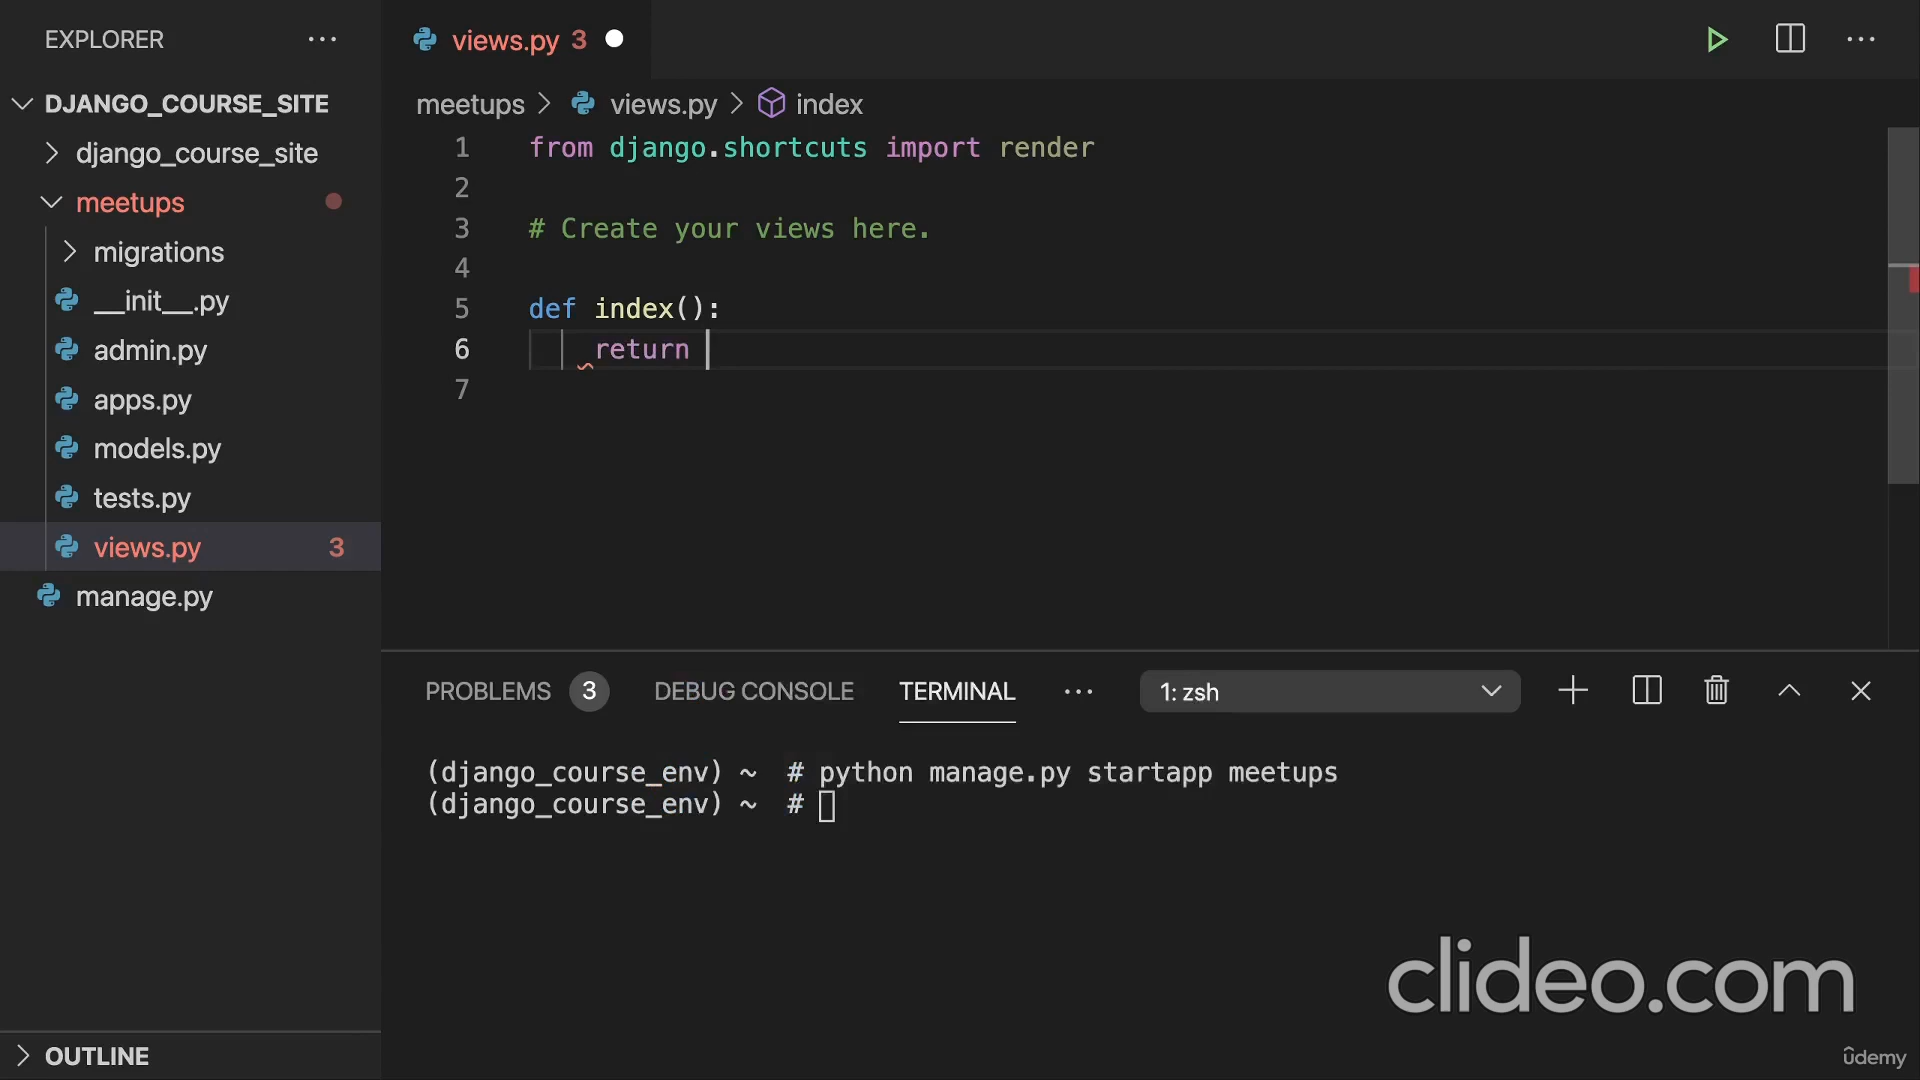 EXPLORER
DJANGO_COURSE_SITE
django_course_site
meetups
migrations
__init__.py
admin.py
apps.py
models.py
tests.py
views.py 3
manage.py
OUTLINE
views.py 3
meetups > views.py > index
1 from django.shortcuts import render
2
3 # Create your views here.
4
5 def index():
6 return
7
PROBLEMS 3 DEBUG CONSOLE TERMINAL ··· 1: zsh
(django_course_env) ~ # python manage.py startapp meetups
(django_course_env) ~ #
clideo.com
ûdemy